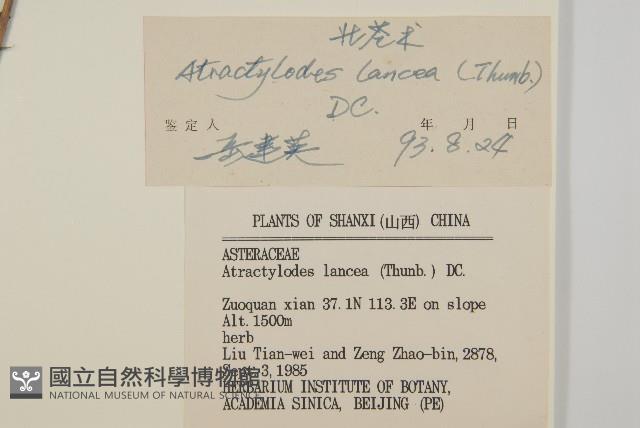 北苍术
Atractylodes lancea (Thunb.)
DC.
鉴定人 年 月 日
93.8.24
PLANTS OF SHANXI(山西) CHINA
ASTERACEAE
Atractylodes lancea (Thunb.) DC.
Zuoquan xian 37.1N 113.3E on slope
Alt. 1500m
herb
Liu Tian-wei and Zeng Zhao-bin, 2878,
Sept 3, 1985
HERBARIUM INSTITUTE OF BOTANY,
ACADEMIA SINICA, BEIJING (PE)
國立自然科學博物館
NATIONAL MUSEUM OF NATURAL SCIENCE